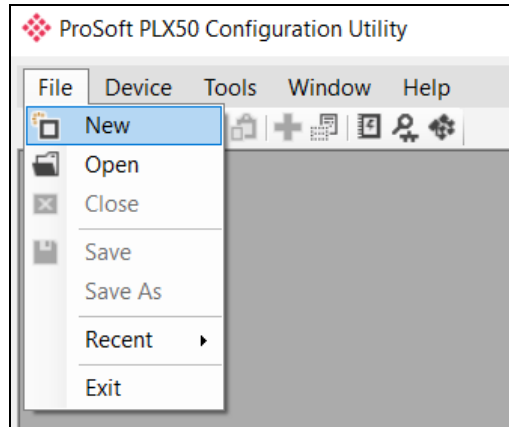 ProSoft PLX50 Configuration Utility
File Device Tools Window Help
New
Open
Close
Save
Save As
Recent
Exit